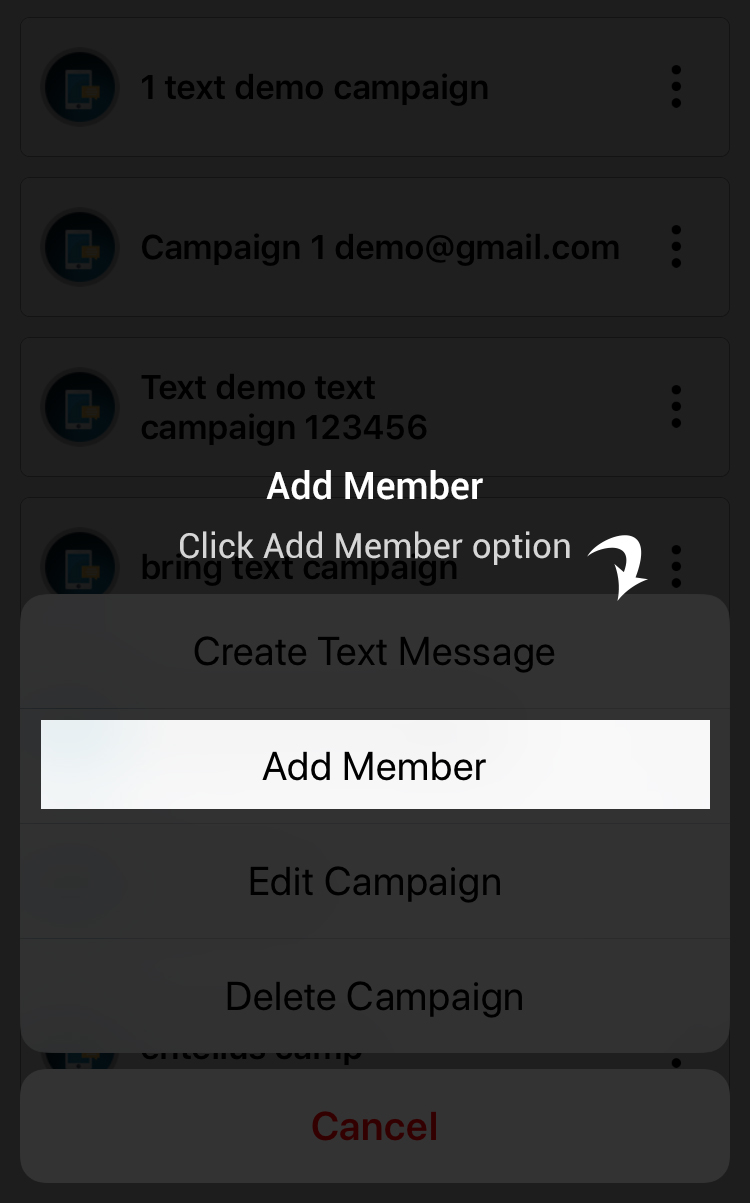 1 text demo campaign
Campaign 1 demo@gmail.com
Text demo text
campaign 123456
Add Member
Click Add Member option
bring text campaign
Create Text Message
Add Member
Edit Campaign
Delete Campaign
Cancel